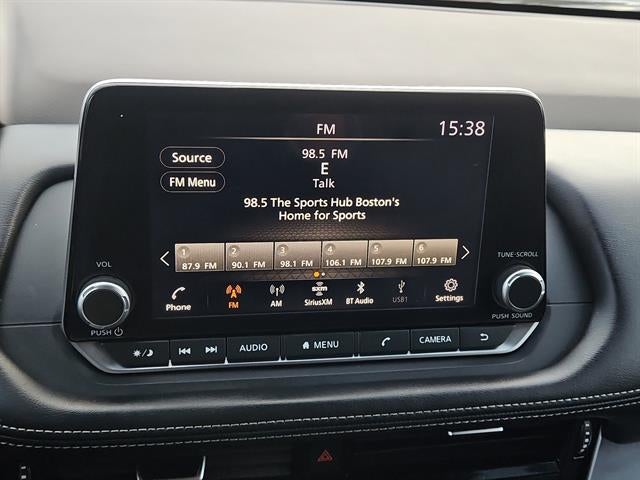 FM
15:38
Source
98.5 FM
E
FM Menu
Talk
98.5 The Sports Hub Boston's
Home for Sports
1 2 3 4 5 6
87.9 FM 90.1 FM 98.1 FM 106.1 FM 107.9 FM 107.9 FM
VOL
TUNE·SCROLL
sxm
Phone FM AM SiriusXM BT Audio USB1 Settings
PUSH
PUSH SOUND
AUDIO
MENU
CAMERA